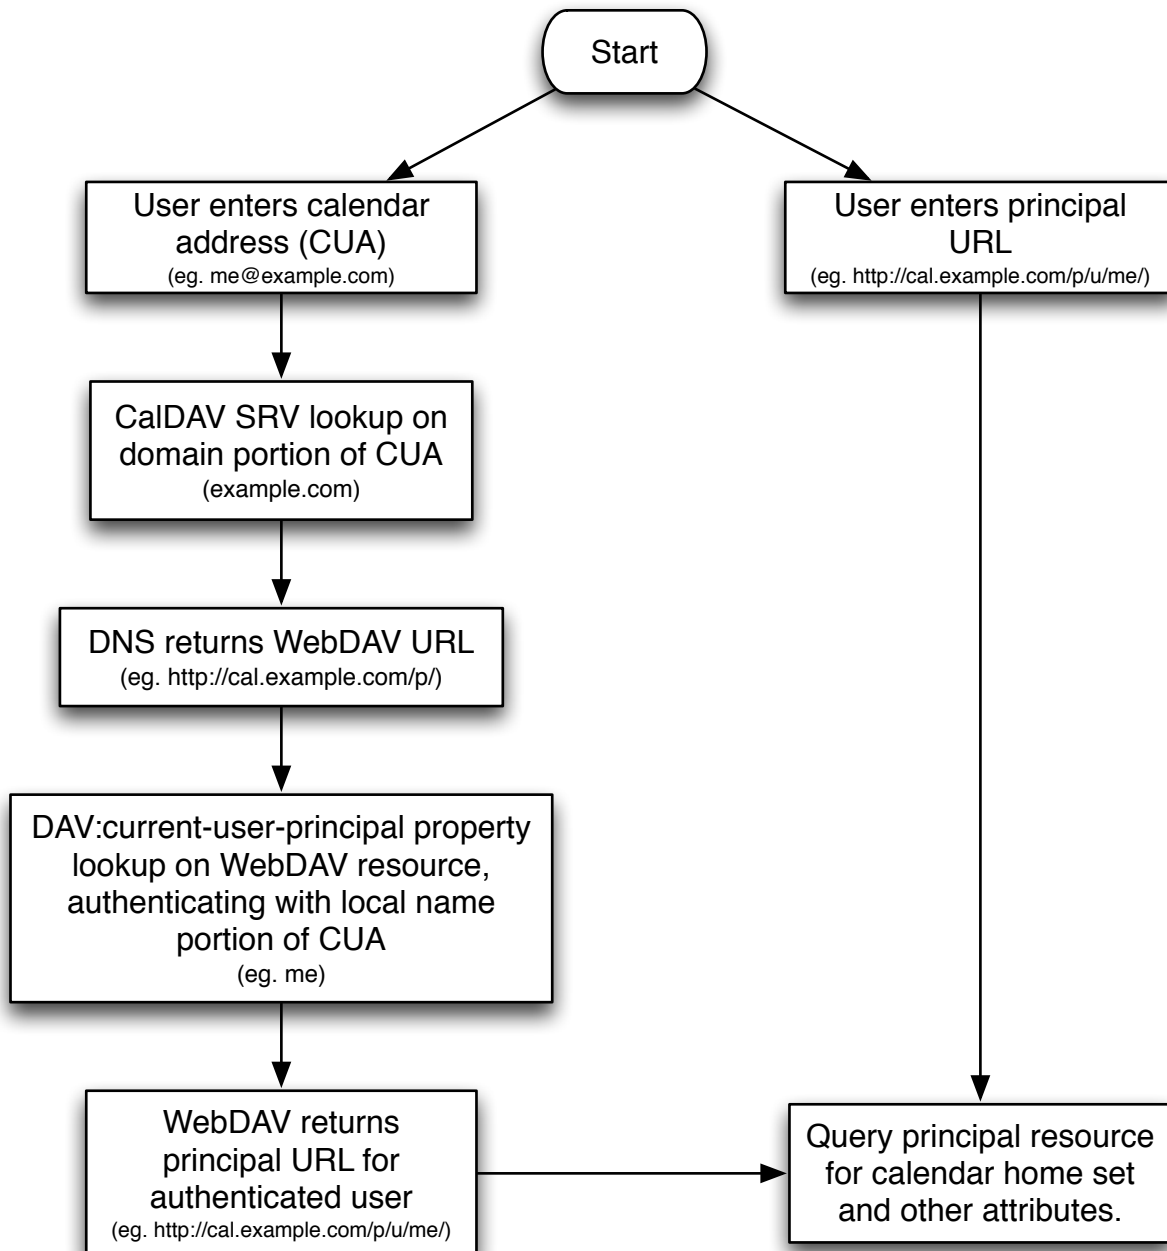 Start
User enters calendar
address (CUA)
(eg. me@example.com)
User enters principal
URL
(eg. http://cal.example.com/p/u/me/)
CalDAV SRV lookup on
domain portion of CUA
(example.com)
DNS returns WebDAV URL
(eg. http://cal.example.com/p/)
DAV:current-user-principal property
lookup on WebDAV resource,
authenticating with local name
portion of CUA
(eg. me)
WebDAV returns
principal URL for
authenticated user
(eg. http://cal.example.com/p/u/me/)
Query principal resource
for calendar home set
and other attributes.